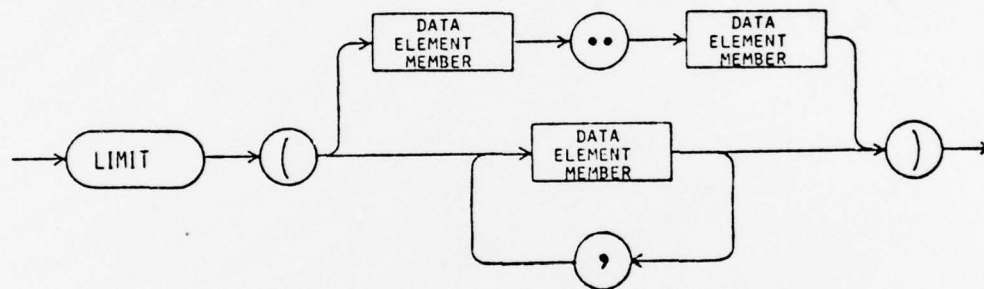 DATA
ELEMENT
MEMBER
••
DATA
ELEMENT
MEMBER
LIMIT
(
DATA
ELEMENT
MEMBER
)
,